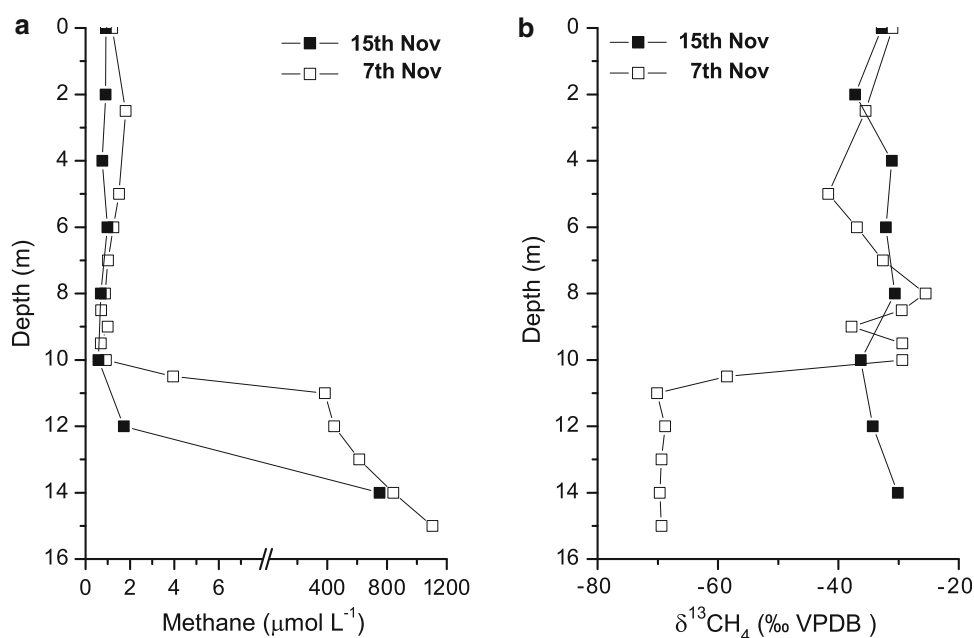 a
15th Nov
7th Nov
0
2
4
6
8
10
12
14
16
Depth (m)
0 2 4 6 400 800 1200
Methane (μmol L⁻¹)
b
15th Nov
7th Nov
0
2
4
6
8
10
12
14
16
Depth (m)
-80 -60 -40 -20
δ¹³CH₄ (‰ VPDB )